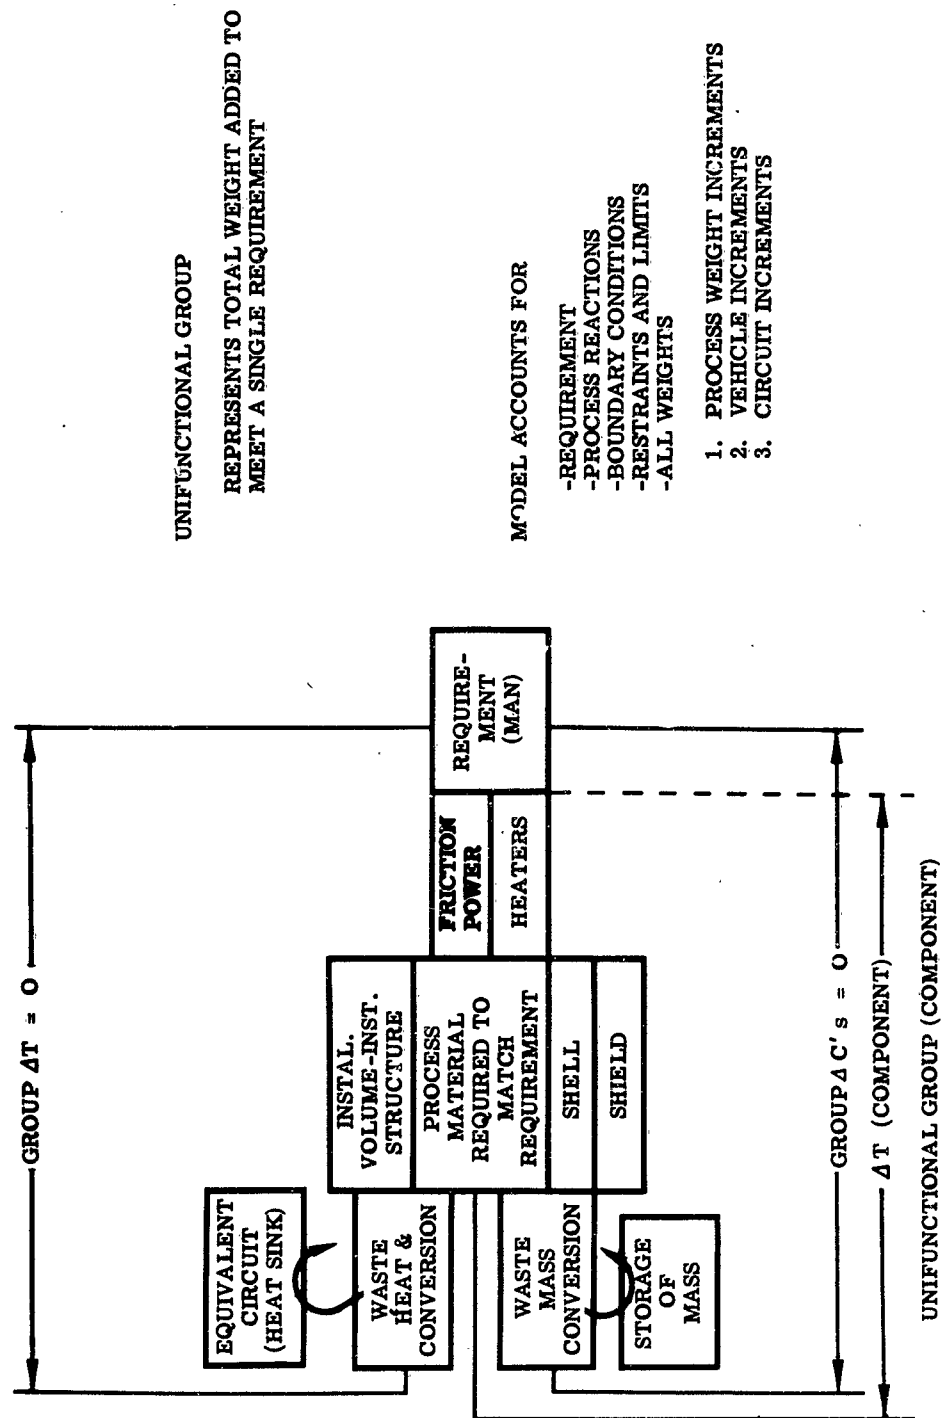 UNIFUNCTIONAL GROUP
REPRESENTS TOTAL WEIGHT ADDED TO
MEET A SINGLE REQUIREMENT
MODEL ACCOUNTS FOR
-REQUIREMENT
-PROCESS REACTIONS
-BOUNDARY CONDITIONS
-RESTRAINTS AND LIMITS
-ALL WEIGHTS
1. PROCESS WEIGHT INCREMENTS
2. VEHICLE INCREMENTS
3. CIRCUIT INCREMENTS
GROUP ΔT = O
EQUIVALENT
CIRCUIT
(HEAT SINK)
WASTE
HEAT &
CONVERSION
WASTE
MASS
CONVERSION
STORAGE
OF
MASS
INSTAL.
VOLUME-INST.
STRUCTURE
PROCESS
MATERIAL
REQUIRED TO
MATCH
REQUIREMENT
SHELL
SHIELD
FRICTION
POWER
HEATERS
REQUIRE-
MENT
(MAN)
GROUP Δ C's = O
ΔT (COMPONENT)
UNIFUNCTIONAL GROUP (COMPONENT)